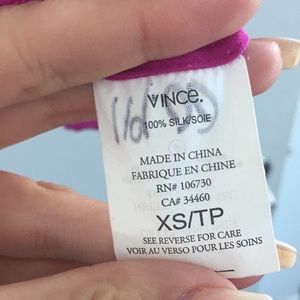 VINCE.
100% SILK/SOIE
MADE IN CHINA
FABRIQUE EN CHINE
RN# 106730
CA# 34460
XS/TP
SEE REVERSE FOR CARE
VOIR AU VERSO POUR LES SOINS